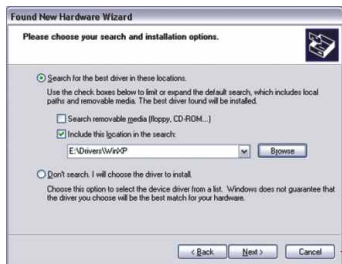 Found New Hardware Wizard
Please choose your search and installation options.
Search for the best driver in these locations.
Use the check boxes below to limit or expand the default search, which includes local
paths and removable media. The best driver found will be installed.
Search removable media (floppy, CD-ROM...)
Include this location in the search:
E:\Drivers\WinXP
Browse
Don't search. I will choose the driver to install.
Choose this option to select the device driver from a list. Windows does not guarantee that
the driver you choose will be the best match for your hardware.
< Back
Next >
Cancel